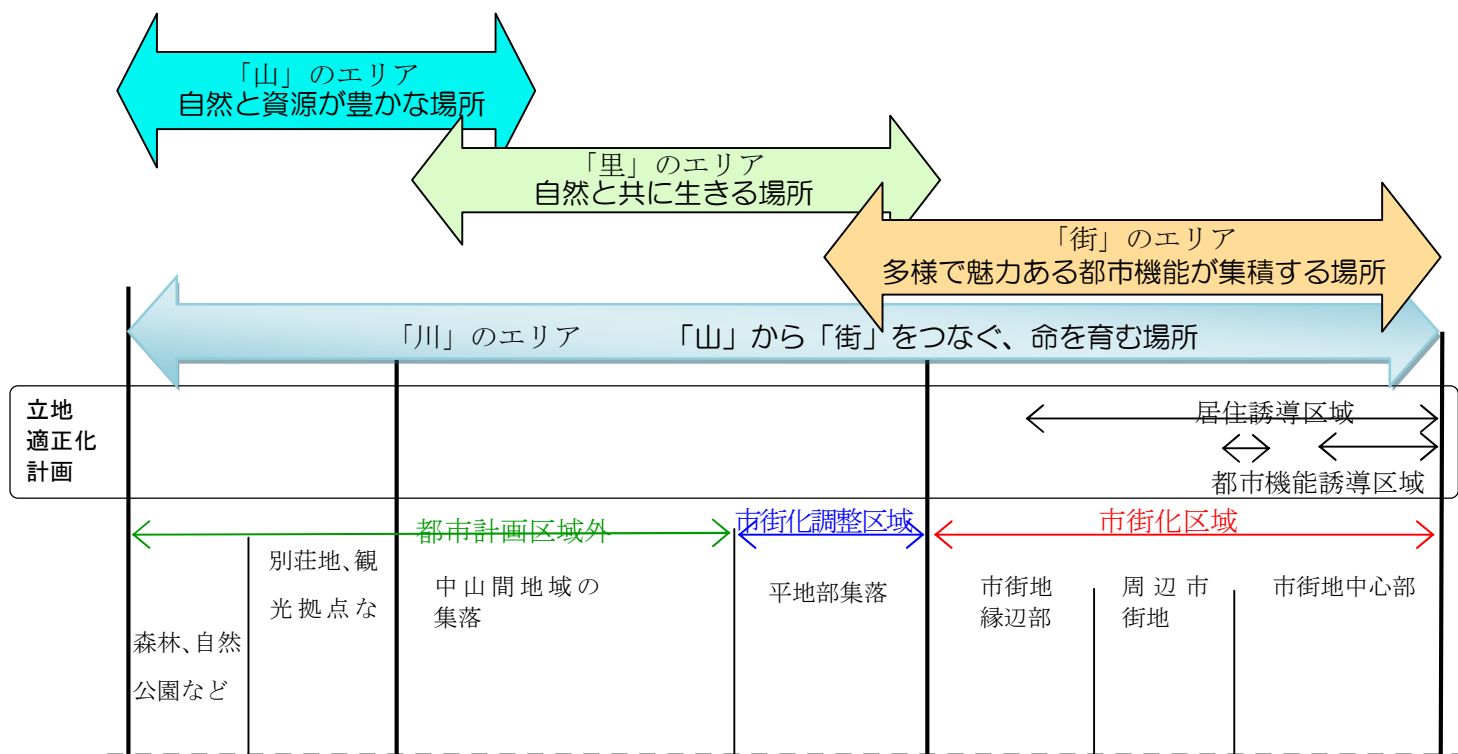 「山」のエリア
自然と資源が豊かな場所
「里」のエリア
自然と共に生きる場所
「街」のエリア
多様で魅力ある都市機能が集積する場所
「川」のエリア　「山」から「街」をつなぐ、命を育む場所
立地
適正化
計画
居住誘導区域
都市機能誘導区域
都市計画区域外
市街化調整区域
市街化区域
森林、自然
公園など
別荘地、観
光拠点な
中山間地域の
集落
平地部集落
市街地
縁辺部
周辺市
街地
市街地中心部